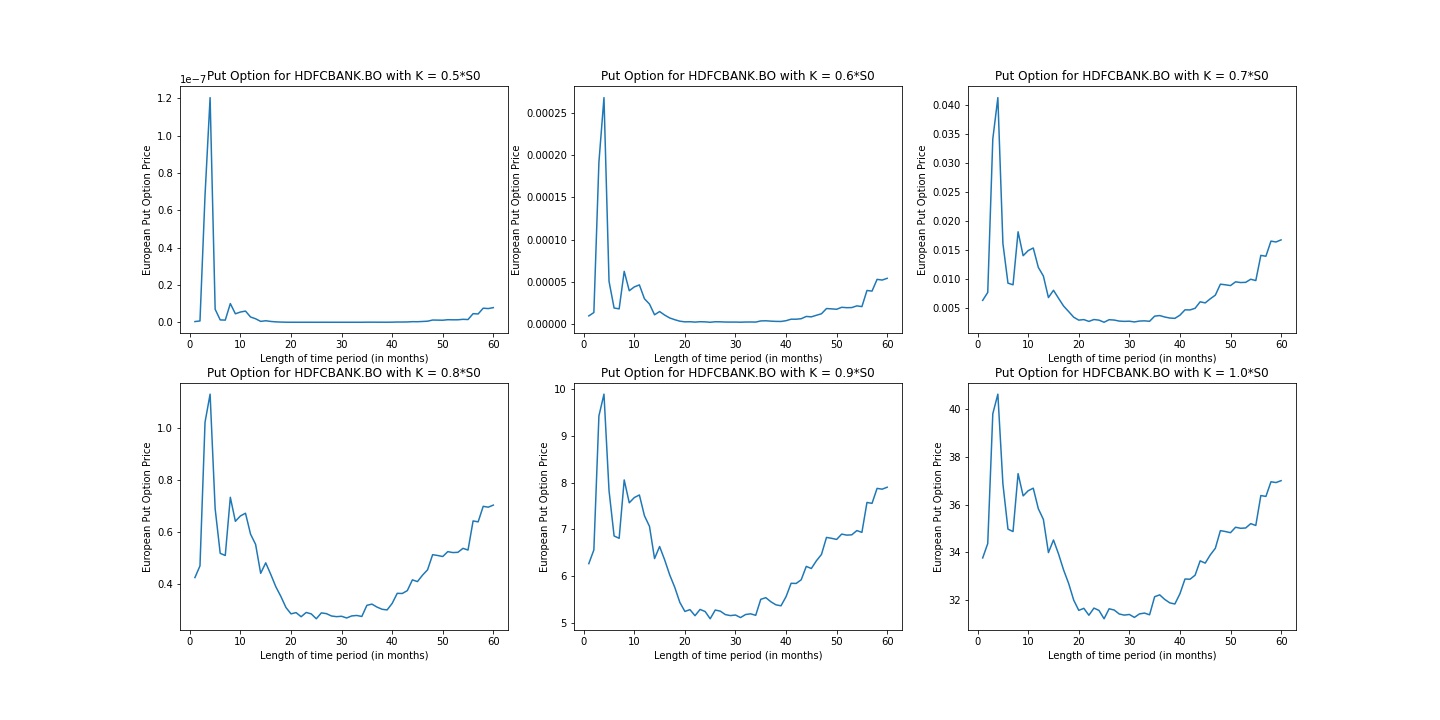 1e−7
Put Option for HDFCBANK.BO with K = 0.5*S0
European Put Option Price
1.2
1.0
0.8
0.6
0.4
0.2
0.0
0 10 20 30 40 50 60
Length of time period (in months)
Put Option for HDFCBANK.BO with K = 0.6*S0
European Put Option Price
0.00025
0.00020
0.00015
0.00010
0.00005
0.00000
0 10 20 30 40 50 60
Length of time period (in months)
Put Option for HDFCBANK.BO with K = 0.7*S0
European Put Option Price
0.040
0.035
0.030
0.025
0.020
0.015
0.010
0.005
0 10 20 30 40 50 60
Length of time period (in months)
Put Option for HDFCBANK.BO with K = 0.8*S0
European Put Option Price
1.0
0.8
0.6
0.4
0 10 20 30 40 50 60
Length of time period (in months)
Put Option for HDFCBANK.BO with K = 0.9*S0
European Put Option Price
10
9
8
7
6
5
0 10 20 30 40 50 60
Length of time period (in months)
Put Option for HDFCBANK.BO with K = 1.0*S0
European Put Option Price
40
38
36
34
32
0 10 20 30 40 50 60
Length of time period (in months)